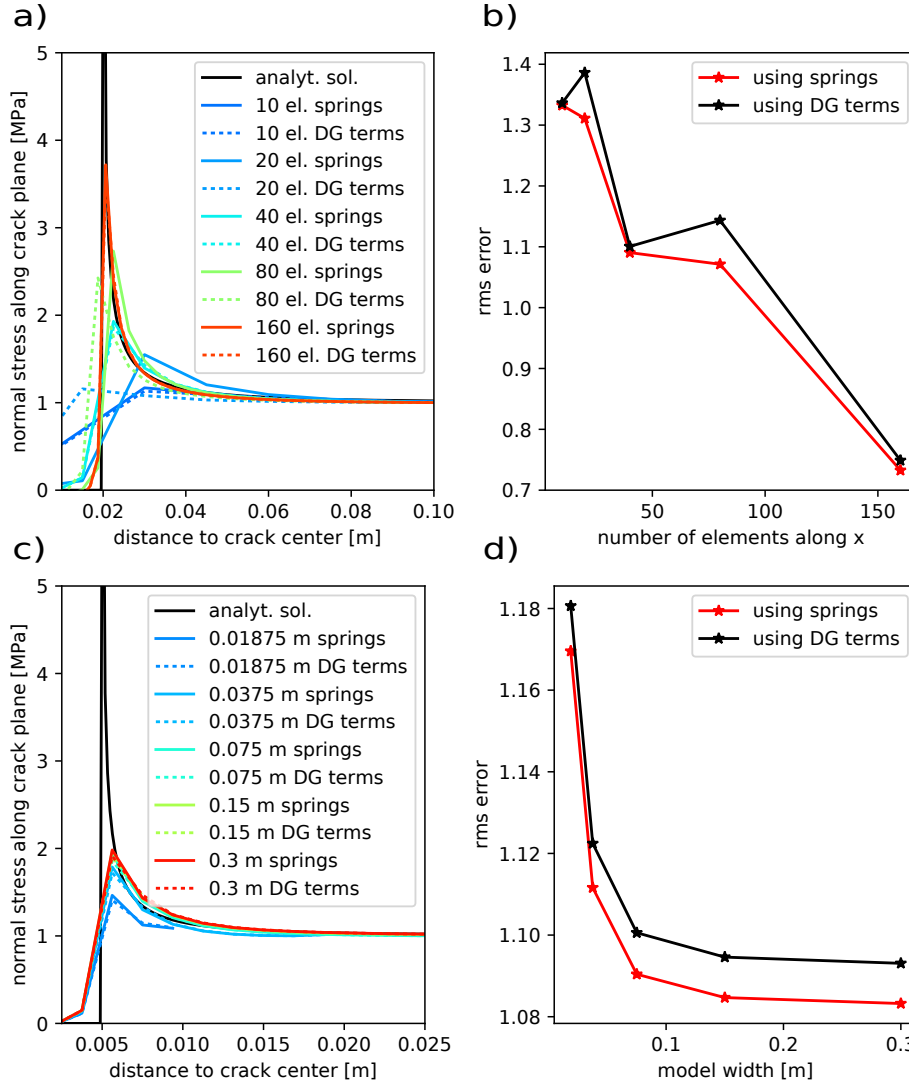 a)
normal stress along crack plane [MPa]
5
4
3
2
1
0
0.02
0.04
0.06
0.08
0.10
distance to crack center [m]
analyt. sol.
10 el. springs
10 el. DG terms
20 el. springs
20 el. DG terms
40 el. springs
40 el. DG terms
80 el. springs
80 el. DG terms
160 el. springs
160 el. DG terms
b)
rms error
1.4
1.3
1.2
1.1
1.0
0.9
0.8
0.7
50
100
150
number of elements along x
using springs
using DG terms
c)
normal stress along crack plane [MPa]
5
4
3
2
1
0
0.005
0.010
0.015
0.020
0.025
distance to crack center [m]
analyt. sol.
0.01875 m springs
0.01875 m DG terms
0.0375 m springs
0.0375 m DG terms
0.075 m springs
0.075 m DG terms
0.15 m springs
0.15 m DG terms
0.3 m springs
0.3 m DG terms
d)
rms error
1.18
1.16
1.14
1.12
1.10
1.08
0.1
0.2
0.3
model width [m]
using springs
using DG terms